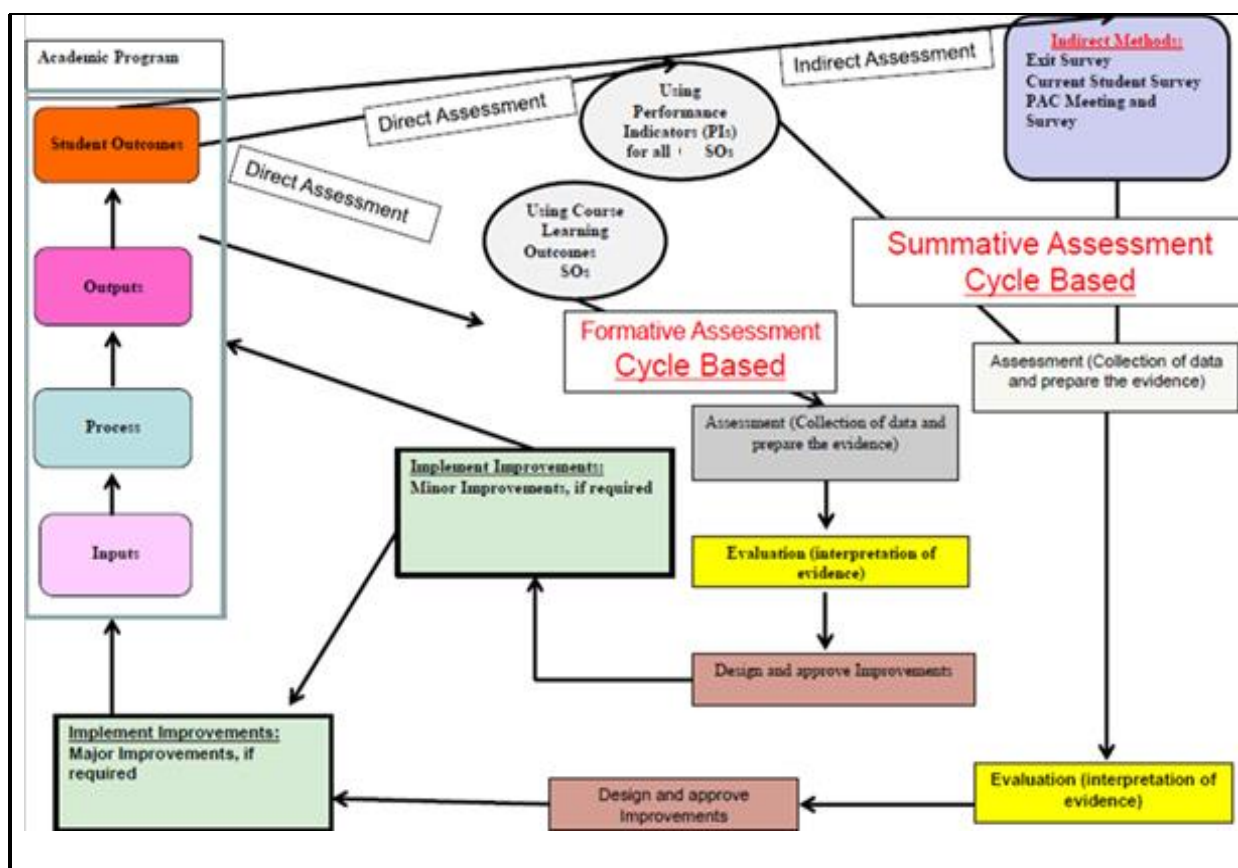 Academic Program
Student Outcomes
Outputs
Process
Inputs
Direct Assessment
Direct Assessment
Indirect Assessment
Using
Performance
Indicators (PIs)
for all ( SOs
Using Course
Learning
Outcomes
SOs
Indirect Methods:
Exit Survey
Current Student Survey
PAC Meeting and
Survey
Summative Assessment
Cycle Based
Formative Assessment
Cycle Based
Assessment (Collection of data
and prepare the evidence)
Assessment (Collection of data and
prepare the evidence)
Implement Improvements:
Minor Improvements, if required
Evaluation (interpretation of
evidence)
Design and approve Improvements
Implement Improvements:
Major Improvements, if
required
Design and approve
Improvements
Evaluation (interpretation of
evidence)